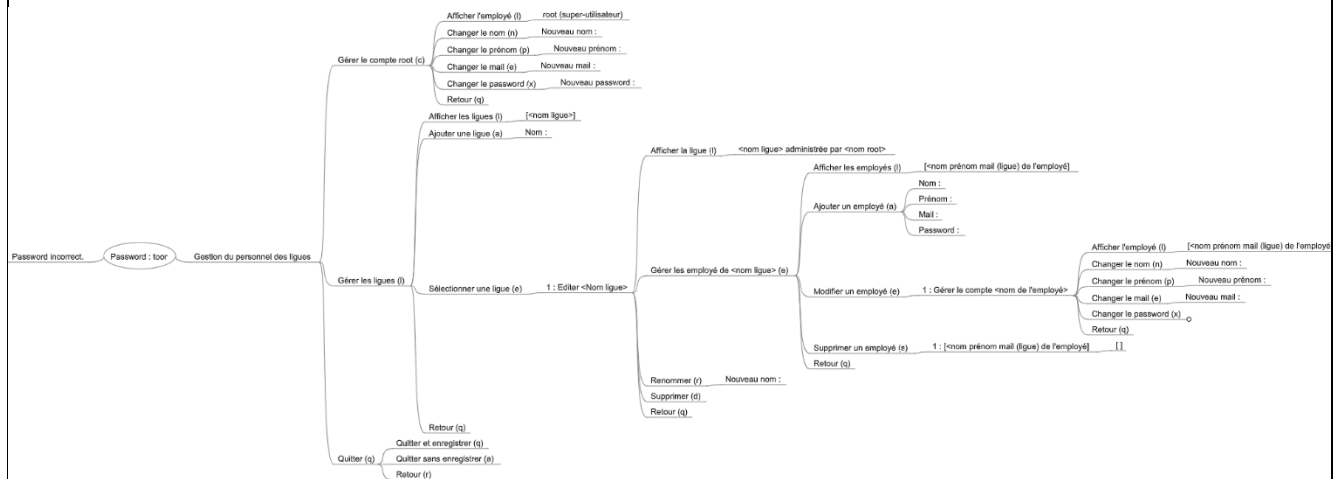 Password incorrect.
Password : toor
Gestion du personnel des ligues
Gérer le compte root (c)
Afficher l'employé (l)
root (super-utilisateur)
Changer le nom (n)
Nouveau nom :
Changer le prénom (p)
Nouveau prénom :
Changer le mail (e)
Nouveau mail :
Changer le password (x)
Nouveau password :
Retour (q)
Gérer les ligues (l)
Afficher les ligues (l)
[<nom ligue>]
Ajouter une ligue (a)
Nom :
Sélectionner une ligue (e)
1 : Editer <Nom ligue>
Afficher la ligue (l)
<nom ligue> administrée par <nom root>
Gérer les employé de <nom ligue> (e)
Afficher les employés (l)
[<nom prénom mail (ligue) de l'employé]
Ajouter un employé (a)
Nom :
Prénom :
Mail :
Password :
Modifier un employé (e)
1 : Gérer le compte <nom de l'employé>
Afficher l'employé (l)
[<nom prénom mail (ligue) de l'employé
Changer le nom (n)
Nouveau nom :
Changer le prénom (p)
Nouveau prénom :
Changer le mail (e)
Nouveau mail :
Changer le password (x)
Retour (q)
Supprimer un employé (s)
1 : [<nom prénom mail (ligue) de l'employé]
[ ]
Retour (q)
Renommer (r)
Nouveau nom :
Supprimer (d)
Retour (q)
Retour (q)
Quitter (q)
Quitter et enregistrer (q)
Quitter sans enregistrer (a)
Retour (r)